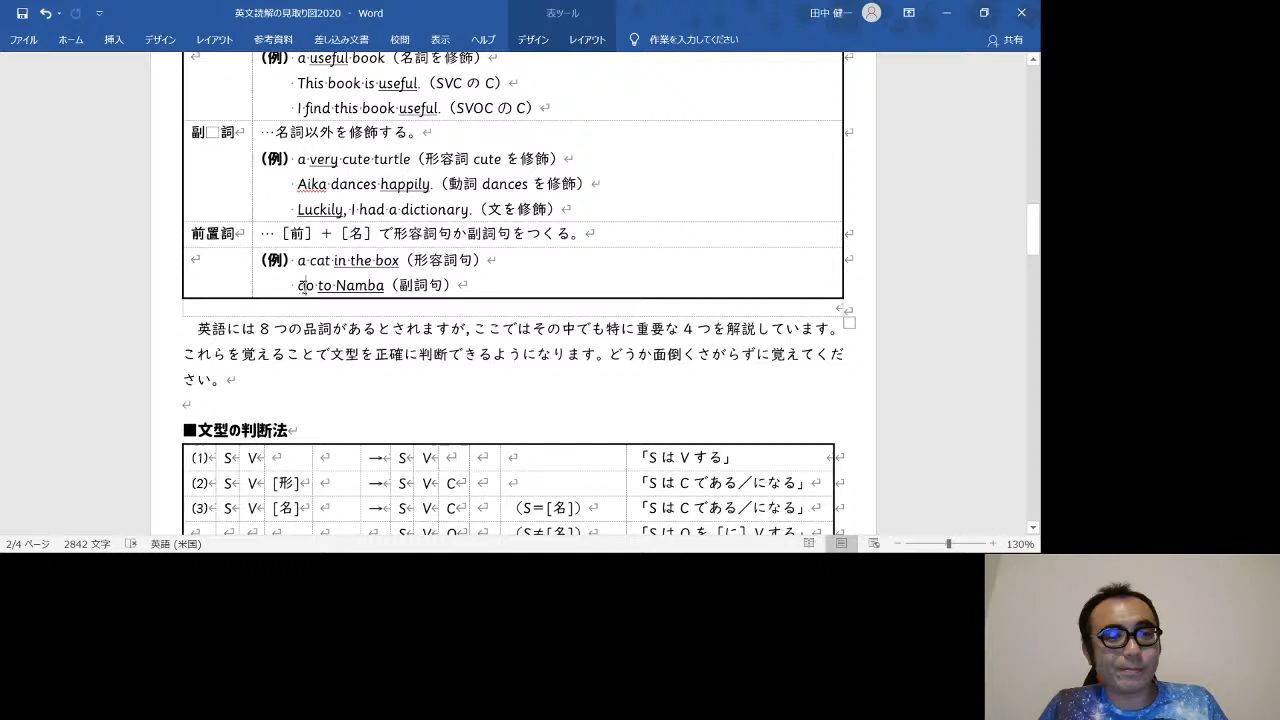 英文読解の見取り図2020 - Word
表ツール
田中 健一
ファイル ホーム 挿入 デザイン レイアウト 参考資料 差し込み文書 校閲 表示 ヘルプ デザイン レイアウト 作業を入力してください 共有
(例) a useful book（名詞を修飾）
This book is useful.（SVC の C）
I find this book useful.（SVOC の C）
副□詞 …名詞以外を修飾する。
(例) a very cute turtle（形容詞 cute を修飾）
Aika dances happily.（動詞 dances を修飾）
Luckily, I had a dictionary.（文を修飾）
前置詞 …［前］＋［名］で形容詞句か副詞句をつくる。
(例) a cat in the box（形容詞句）
go to Namba（副詞句）
英語には 8 つの品詞があるとされますが，ここではその中でも特に重要な 4 つを解説しています。
これらを覚えることで文型を正確に判断できるようになります。どうか面倒くさがらずに覚えてくだ
さい。
■文型の判断法
(1) S V → S V 「S は V する」
(2) S V [形] → S V C 「S は C である／になる」
(3) S V [名] → S V C （S＝[名]） 「S は C である／になる」
→ S V O （S≠[名]） 「S は O を［に］V する」
2/4 ページ 2842 文字 英語 (米国) 130%